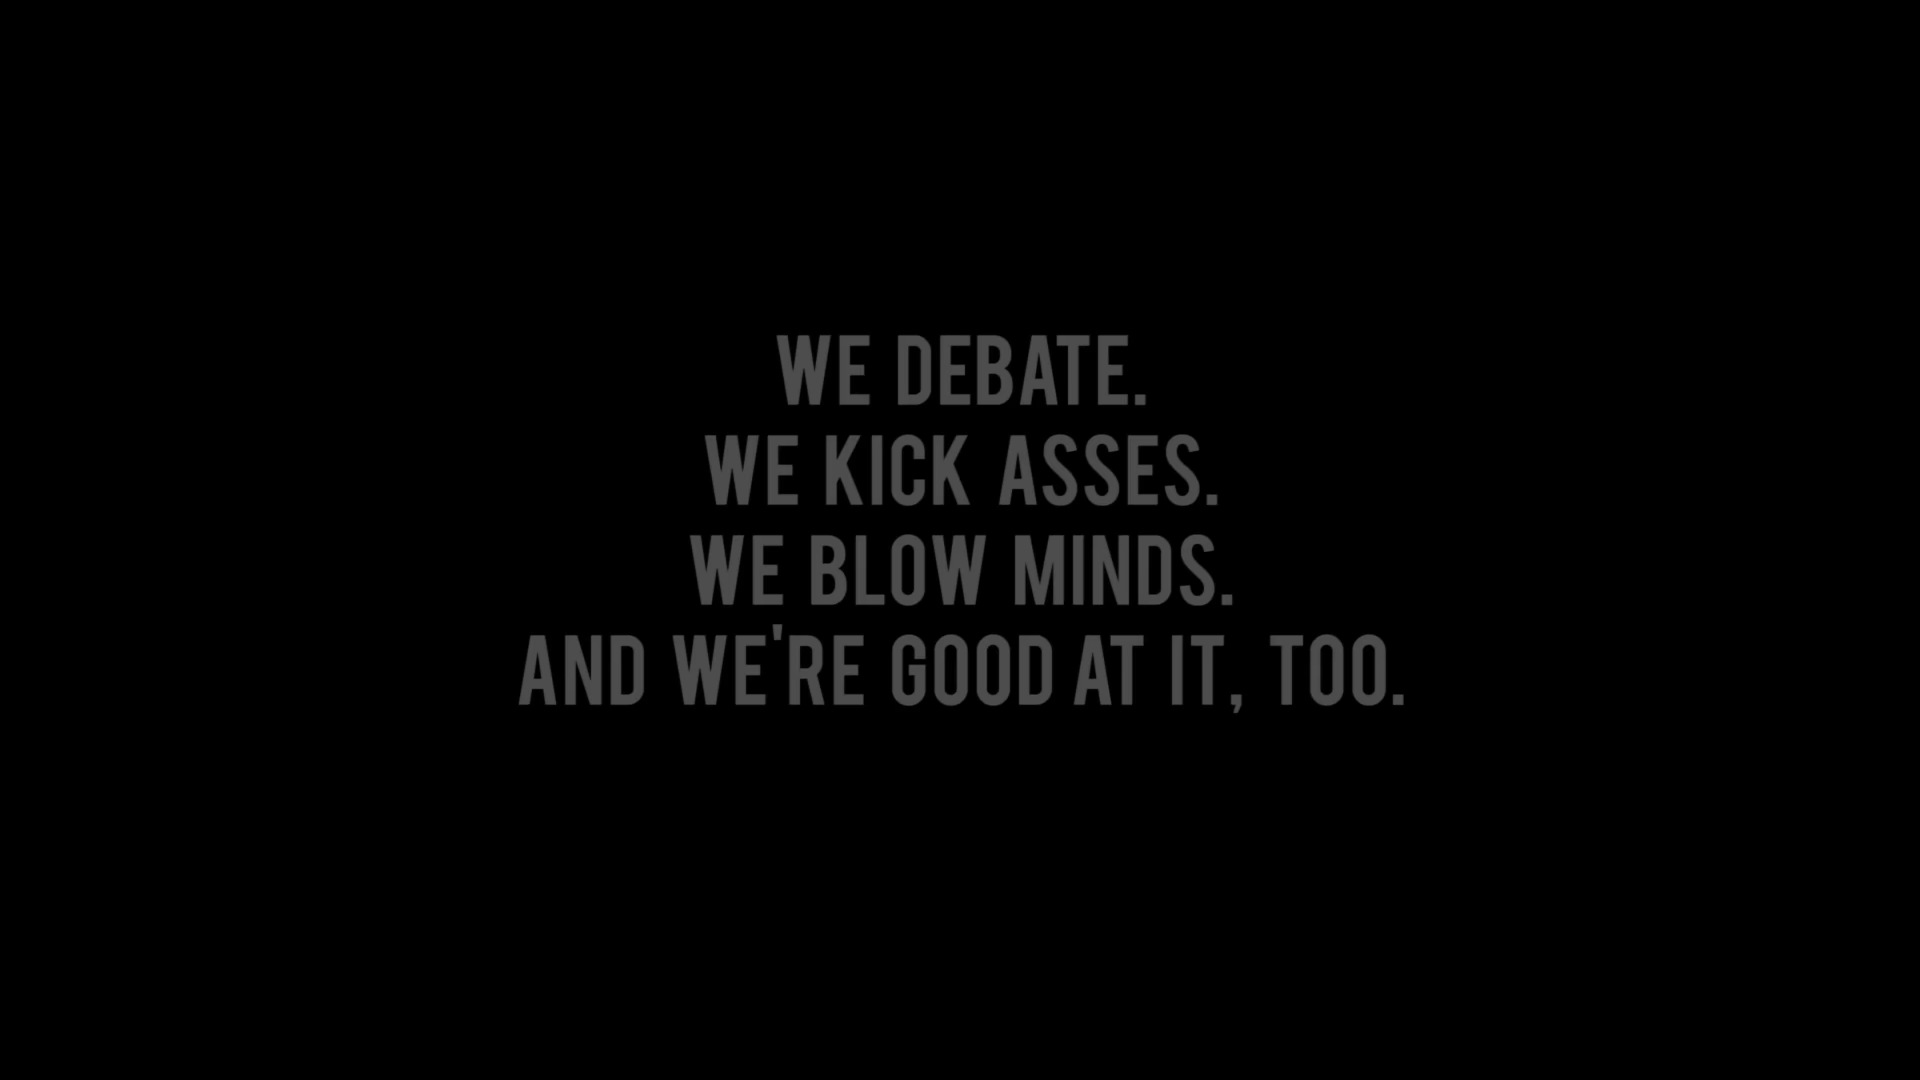 WE DEBATE.
WE KICK ASSES.
WE BLOW MINDS.
AND WE'RE GOOD AT IT, TOO.